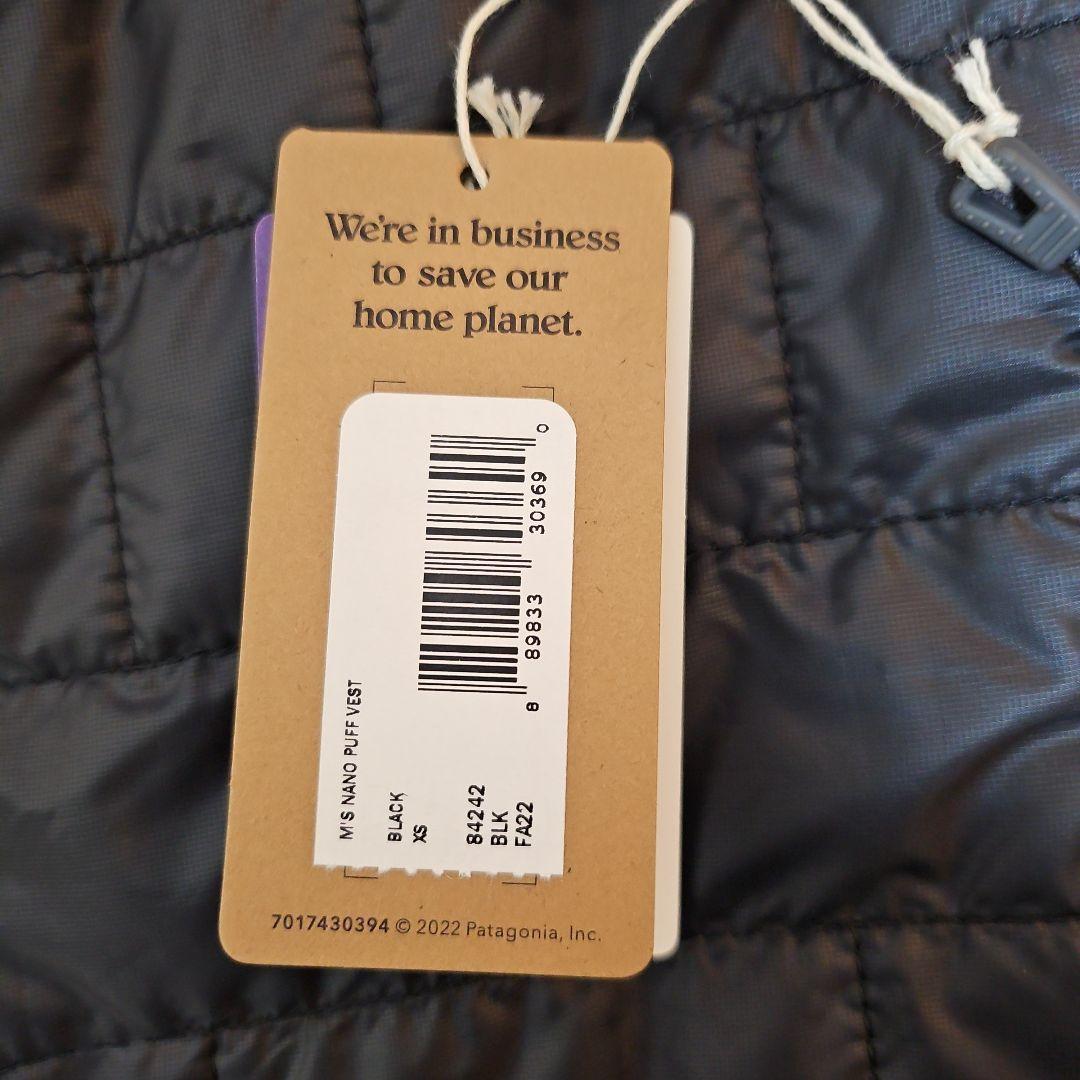 We're in business
to save our
home planet.
8 89833 30369 0
M'S NANO PUFF VEST
BLACK
XS
84242
BLK
FA22
7017430394 © 2022 Patagonia, Inc.